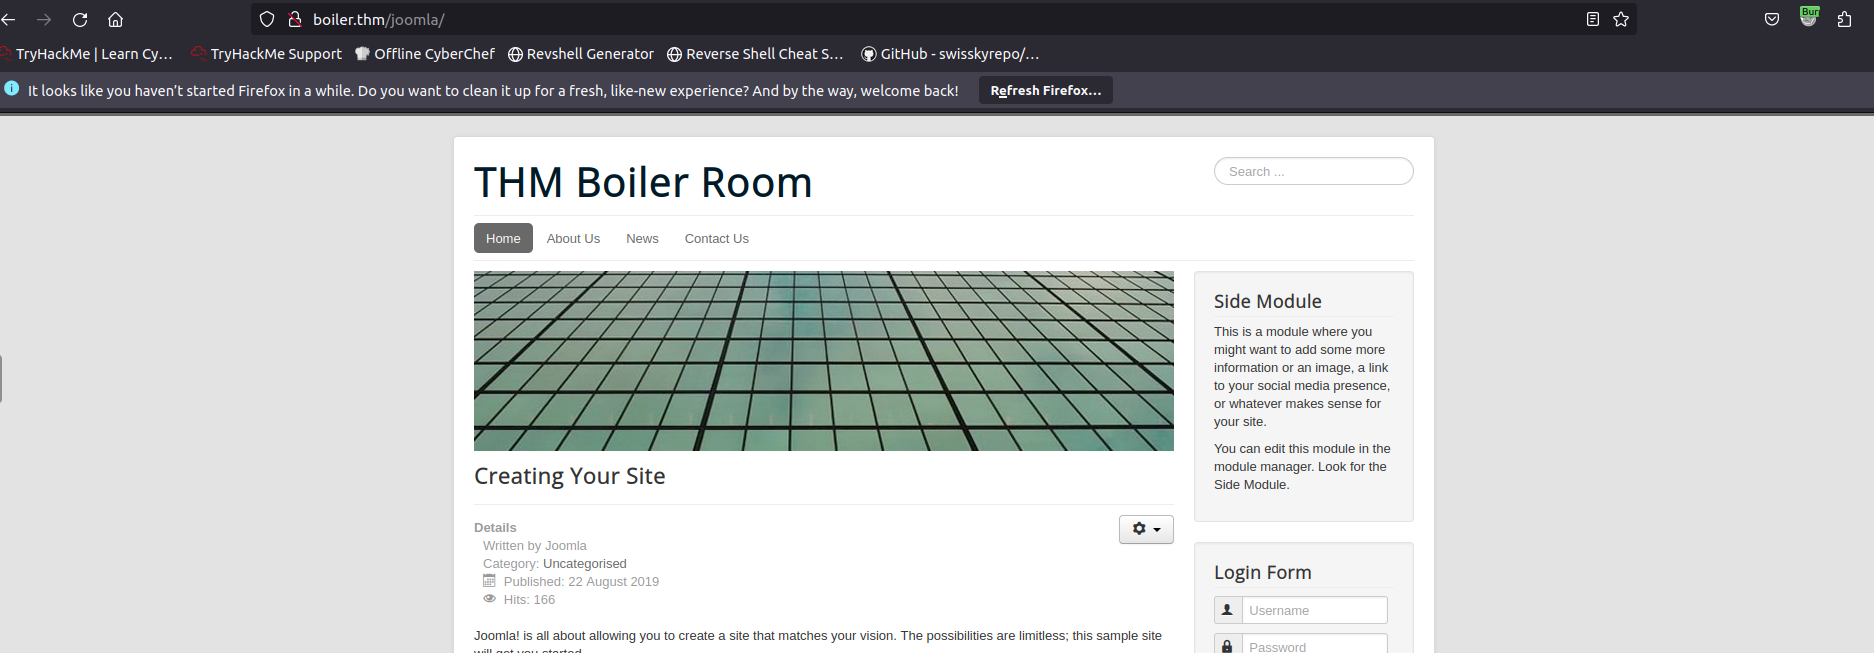 boiler.thm/joomla/
Bur
TryHackMe | Learn Cy… TryHackMe Support Offline CyberChef Revshell Generator Reverse Shell Cheat S… GitHub - swisskyrepo/…
It looks like you haven’t started Firefox in a while. Do you want to clean it up for a fresh, like-new experience? And by the way, welcome back! Refresh Firefox…
THM Boiler Room
Search ...
Home About Us News Contact Us
Creating Your Site
Details
Written by Joomla
Category: Uncategorised
Published: 22 August 2019
Hits: 166
Joomla! is all about allowing you to create a site that matches your vision. The possibilities are limitless; this sample site
will get you started.
Side Module
This is a module where you
might want to add some more
information or an image, a link
to your social media presence,
or whatever makes sense for
your site.
You can edit this module in the
module manager. Look for the
Side Module.
Login Form
Username
Password